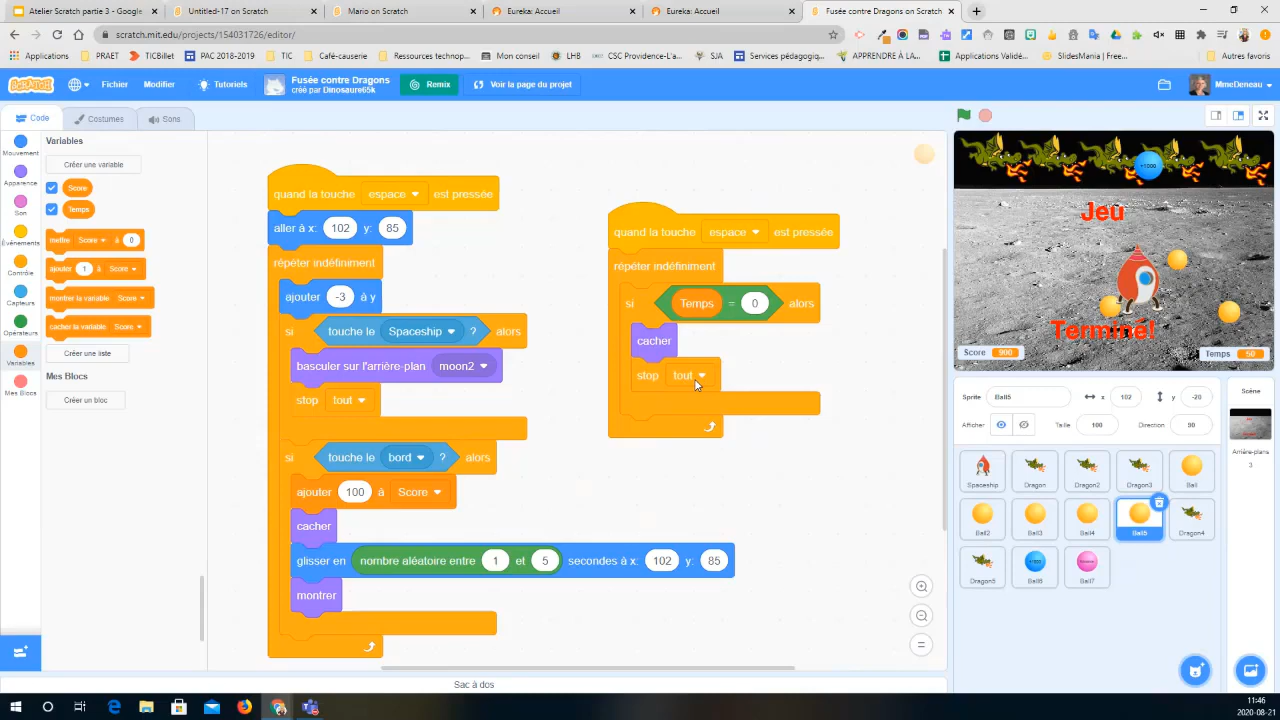 Atelier Scratch partie 3 - Google
Untitled-17 on Scratch
Mario on Scratch
Eureka: Accueil
Eureka: Accueil
Fusée contre Dragons on Scratch
scratch.mit.edu/projects/154031726/editor/
Applications
PRAET
TICBillet
PAC 2018-2019
TIC
Café-causerie
Ressources techno...
Mon conseil
LHB
CSC Providence-Cour...
SJA
Services pédagogiqu...
APPRENDRE À LA...
SlidesMania | Free...
Autres favoris
SCRATCH
Fichier
Modifier
Tutoriels
Fusée contre Dragons
créé par Dinosaure65k
Remix
Voir la page du projet
MmeDeneau
Code
Costumes
Sons
Mouvement
Apparence
Son
Événements
Contrôle
Capteurs
Opérateurs
Variables
Mes Blocs
Variables
Créer une variable
Score
Temps
mettre Score à 0
ajouter 1 à Score
montrer la variable Score
cacher la variable Score
Créer une liste
Mes Blocs
Créer un bloc
quand la touche espace est pressée
aller à x: 102 y: 85
répéter indéfiniment
ajouter -3 à y
si touche le Spaceship ? alors
basculer sur l'arrière-plan moon2
stop tout
si touche le bord ? alors
ajouter 100 à Score
cacher
glisser en nombre aléatoire entre 1 et 5 secondes à x: 102 y: 85
montrer
quand la touche espace est pressée
répéter indéfiniment
si Temps = 0 alors
cacher
stop tout
Sac à dos
+1000
Jeu
Terminé!
Score 900
Temps 50
Sprite Ball5 x 102 y -20
Afficher Taille 100 Direction 90
Spaceship
Dragon
Dragon2
Dragon3
Ball
Ball2
Ball3
Ball4
Ball5
Dragon4
Dragon5
Ball6
Ball7
Scène
Arrière-plans
3
11:46
2020-08-21